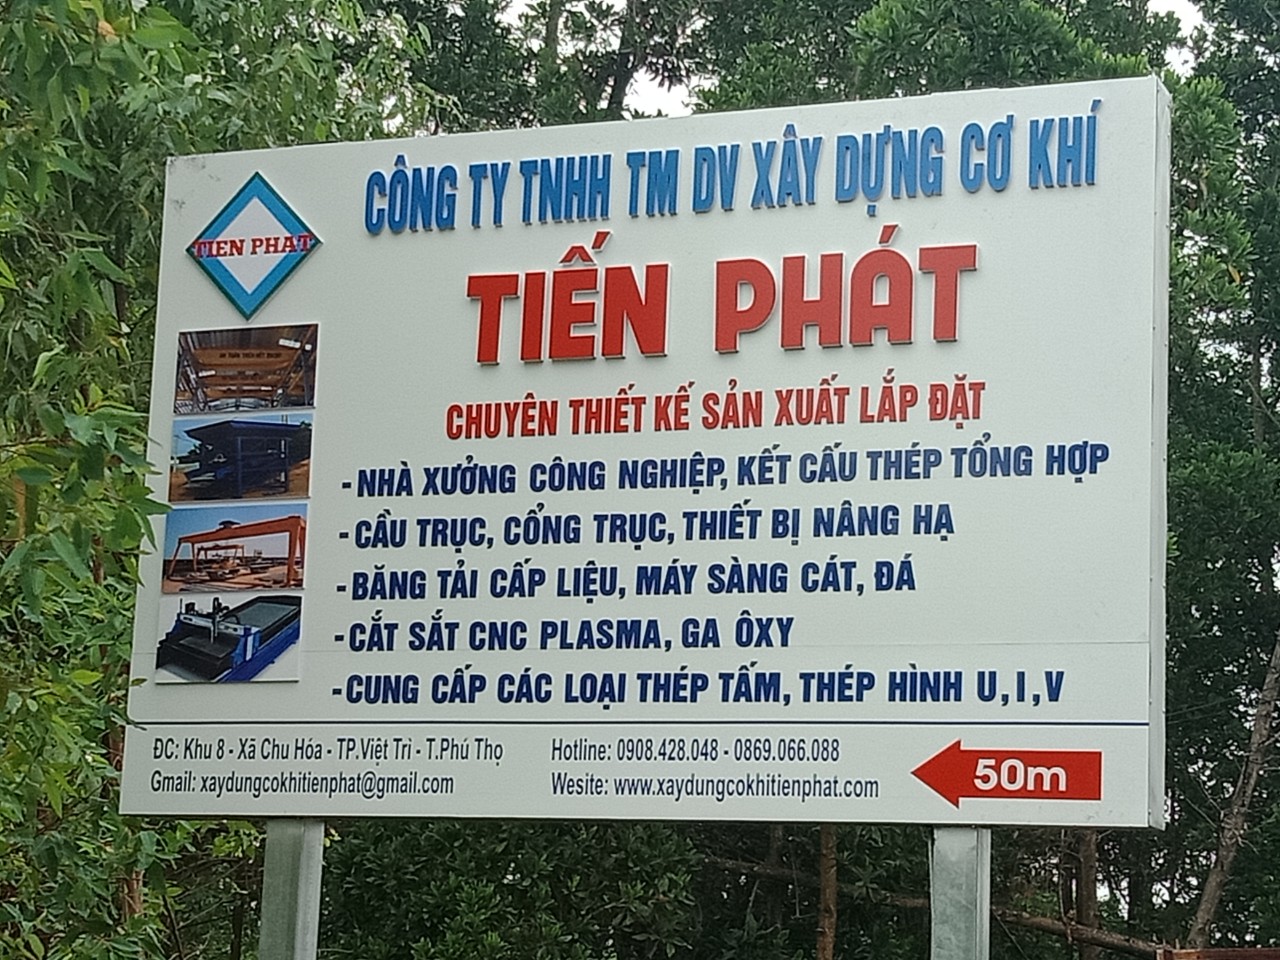 CÔNG TY TNHH TM DV XÂY DỰNG CƠ KHÍ
TIEN PHAT
TIẾN PHÁT
CHUYÊN THIẾT KẾ SẢN XUẤT LẮP ĐẶT
- NHÀ XƯỞNG CÔNG NGHIỆP, KẾT CẤU THÉP TỔNG HỢP
- CẦU TRỤC, CỔNG TRỤC, THIẾT BỊ NÂNG HẠ
- BĂNG TẢI CẤP LIỆU, MÁY SÀNG CÁT, ĐÁ
- CẮT SẮT CNC PLASMA, GA ÔXY
- CUNG CẤP CÁC LOẠI THÉP TẤM, THÉP HÌNH U, I, V
ĐC: Khu 8 - Xã Chu Hóa - TP.Việt Trì - T.Phú Thọ
Gmail: xaydungcokhitienphat@gmail.com
Hotline: 0908.428.048 - 0869.066.088
Wesite: www.xaydungcokhitienphat.com
50m